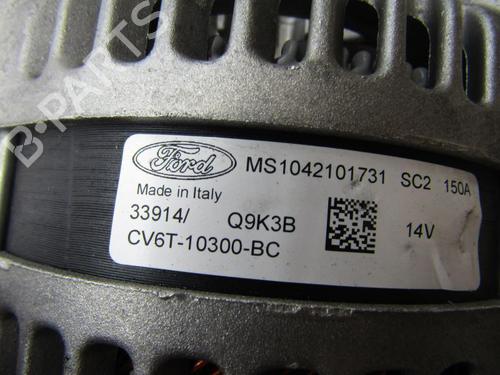 B-PARTS
Ford MS1042101731 SC2 150A
Made in Italy
33914/ Q9K3B 14V
CV6T-10300-BC